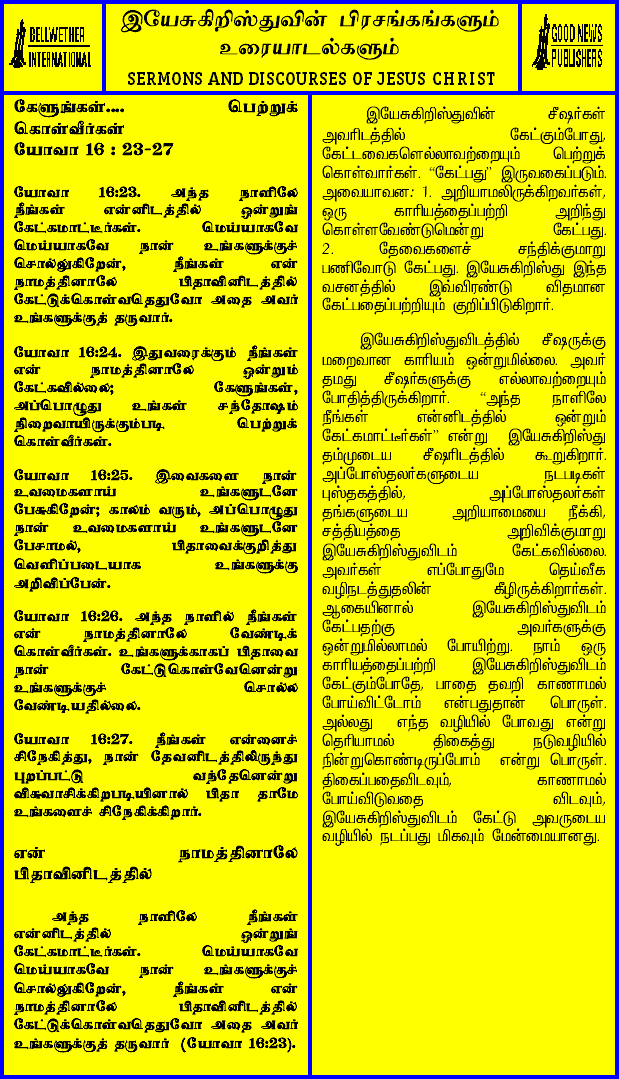 BELLWETHER
INTERNATIONAL
இயேசுகிறிஸ்துவின் பிரசங்கங்களும்
உரையாடல்களும்
SERMONS AND DISCOURSES OF JESUS CHRIST
GOOD NEWS
PUBLISHERS
கேளுங்கள்.... பெற்றுக்
கொள்வீர்கள்
யோவா 16 : 23-27
யோவா 16:23. அந்த நாளிலே
நீங்கள் என்னிடத்தில் ஒன்றுங்
கேட்கமாட்டீர்கள். மெய்யாகவே
மெய்யாகவே நான் உங்களுக்குச்
சொல்லுகிறேன், நீங்கள் என்
நாமத்தினாலே பிதாவினிடத்தில்
கேட்டுக்கொள்வதெதுவோ அதை அவர்
உங்களுக்குத் தருவார்.
யோவா 16:24. இதுவரைக்கும் நீங்கள்
என் நாமத்தினாலே ஒன்றும்
கேட்கவில்லை; கேளுங்கள்,
அப்பொழுது உங்கள் சந்தோஷம்
நிறைவாயிருக்கும்படி பெற்றுக்
கொள்வீர்கள்.
யோவா 16:25. இவைகளை நான்
உவமைகளாய் உங்களுடனே
பேசுகிறேன்; காலம் வரும், அப்பொழுது
நான் உவமைகளாய் உங்களுடனே
பேசாமல், பிதாவைக்குறித்து
வெளிப்படையாக உங்களுக்கு
அறிவிப்பேன்.
யோவா 16:26. அந்த நாளில் நீங்கள்
என் நாமத்தினாலே வேண்டிக்
கொள்வீர்கள். உங்களுக்காகப் பிதாவை
நான் கேட்டுகொள்வேனென்று
உங்களுக்குச் சொல்ல
வேண்டியதில்லை.
யோவா 16:27. நீங்கள் என்னைச்
சிநேகித்து, நான் தேவனிடத்திலிருந்து
புறப்பட்டு வந்தேனென்று
விசுவாசிக்கிறபடியினால் பிதா தாமே
உங்களைச் சிநேகிக்கிறார்.
என் நாமத்தினாலே
பிதாவினிடத்தில்
அந்த நாளிலே நீங்கள்
என்னிடத்தில் ஒன்றுங்
கேட்கமாட்டீர்கள். மெய்யாகவே
மெய்யாகவே நான் உங்களுக்குச்
சொல்லுகிறேன், நீங்கள் என்
நாமத்தினாலே பிதாவினிடத்தில்
கேட்டுக்கொள்வதெதுவோ அதை அவர்
உங்களுக்குத் தருவார் (யோவா 16:23).
இயேசுகிறிஸ்துவின் சீஷர்கள்
அவரிடத்தில் கேட்கும்போது,
கேட்டவைகளெல்லாவற்றையும் பெற்றுக்
கொள்வார்கள். “கேட்பது” இருவகைப்படும்.
அவையாவன: 1. அறியாமலிருக்கிறவர்கள்,
ஒரு காரியத்தைப்பற்றி அறிந்து
கொள்ளவேண்டுமென்று கேட்பது.
2. தேவைகளைச் சந்திக்குமாறு
பணிவோடு கேட்பது. இயேசுகிறிஸ்து இந்த
வசனத்தில் இவ்விரண்டு விதமான
கேட்பதைப்பற்றியும் குறிப்பிடுகிறார்.
இயேசுகிறிஸ்துவிடத்தில் சீஷருக்கு
மறைவான காரியம் ஒன்றுமில்லை. அவர்
தமது சீஷர்களுக்கு எல்லாவற்றையும்
போதித்திருக்கிறார். “அந்த நாளிலே
நீங்கள் என்னிடத்தில் ஒன்றும்
கேட்கமாட்டீர்கள்” என்று இயேசுகிறிஸ்து
தம்முடைய சீஷரிடத்தில் கூறுகிறார்.
அப்போஸ்தலர்களுடைய நடபடிகள்
புஸ்தகத்தில், அப்போஸ்தலர்கள்
தங்களுடைய அறியாமையை நீக்கி,
சத்தியத்தை அறிவிக்குமாறு
இயேசுகிறிஸ்துவிடம் கேட்கவில்லை.
அவர்கள் எப்போதுமே தெய்வீக
வழிநடத்துதலின் கீழிருக்கிறார்கள்.
ஆகையினால் இயேசுகிறிஸ்துவிடம்
கேட்பதற்கு அவர்களுக்கு
ஒன்றுமில்லாமல் போயிற்று. நாம் ஒரு
காரியத்தைப்பற்றி இயேசுகிறிஸ்துவிடம்
கேட்கும்போதே, பாதை தவறி காணாமல்
போய்விட்டோம் என்பதுதான் பொருள்.
அல்லது எந்த வழியில் போவது என்று
தெரியாமல் திகைத்து நடுவழியில்
நின்றுகொண்டிருப்போம் என்று பொருள்.
திகைப்பதைவிடவும், காணாமல்
போய்விடுவதை விடவும்,
இயேசுகிறிஸ்துவிடம் கேட்டு அவருடைய
வழியில் நடப்பது மிகவும் மேன்மையானது.